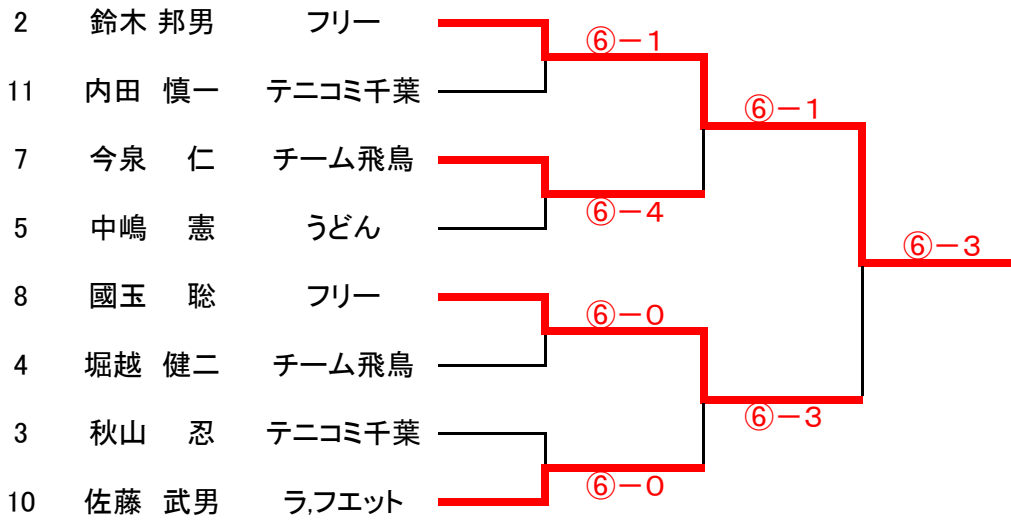 2 鈴木 邦男 フリー
⑥－1
11 内田 慎一 テニコミ千葉
⑥－1
7 今泉 仁 チーム飛鳥
⑥－4
5 中嶋 憲 うどん
⑥－3
8 國玉 聡 フリー
⑥－0
4 堀越 健二 チーム飛鳥
⑥－3
3 秋山 忍 テニコミ千葉
⑥－0
10 佐藤 武男 ラ,フエット